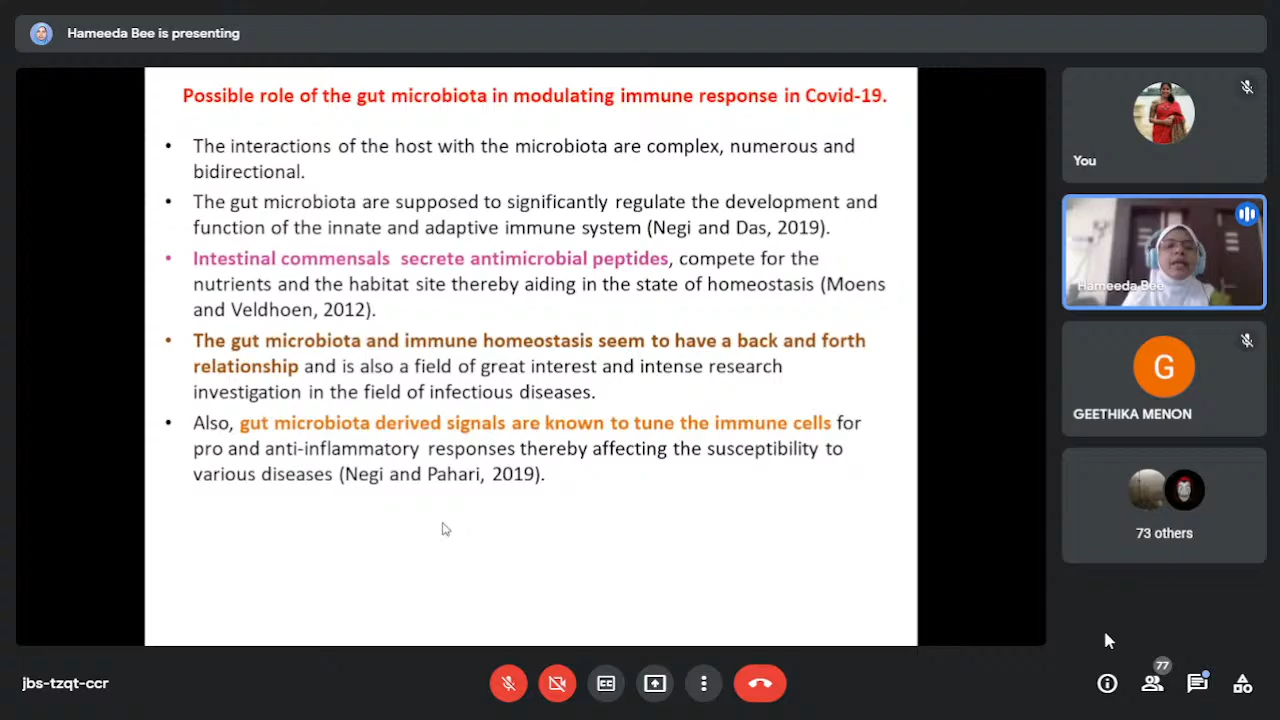 Hameeda Bee is presenting
Possible role of the gut microbiota in modulating immune response in Covid-19.
• The interactions of the host with the microbiota are complex, numerous and
bidirectional.
• The gut microbiota are supposed to significantly regulate the development and
function of the innate and adaptive immune system (Negi and Das, 2019).
• Intestinal commensals secrete antimicrobial peptides, compete for the
nutrients and the habitat site thereby aiding in the state of homeostasis (Moens
and Veldhoen, 2012).
• The gut microbiota and immune homeostasis seem to have a back and forth
relationship and is also a field of great interest and intense research
investigation in the field of infectious diseases.
• Also, gut microbiota derived signals are known to tune the immune cells for
pro and anti-inflammatory responses thereby affecting the susceptibility to
various diseases (Negi and Pahari, 2019).
You
Hameeda Bee
G
GEETHIKA MENON
73 others
jbs-tzqt-ccr
CC
77